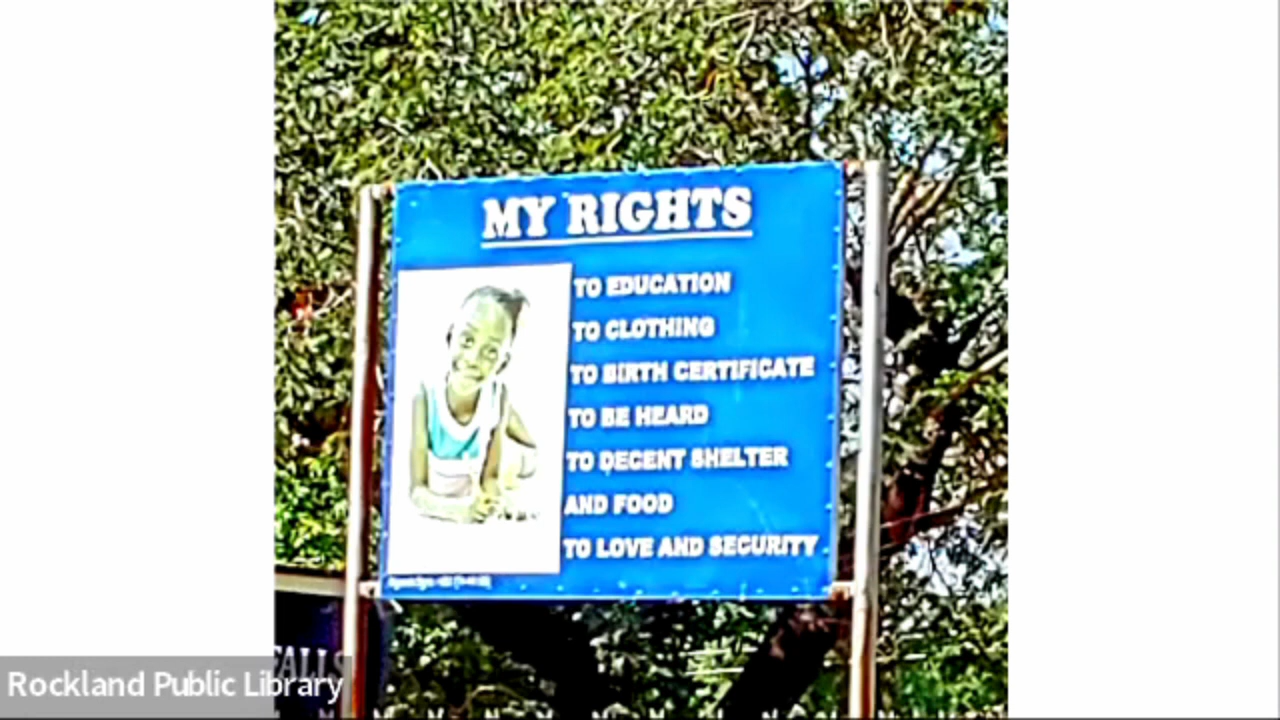 MY RIGHTS
TO EDUCATION
TO CLOTHING
TO BIRTH CERTIFICATE
TO BE HEARD
TO DECENT SHELTER
AND FOOD
TO LOVE AND SECURITY
FALLS
Rockland Public Library